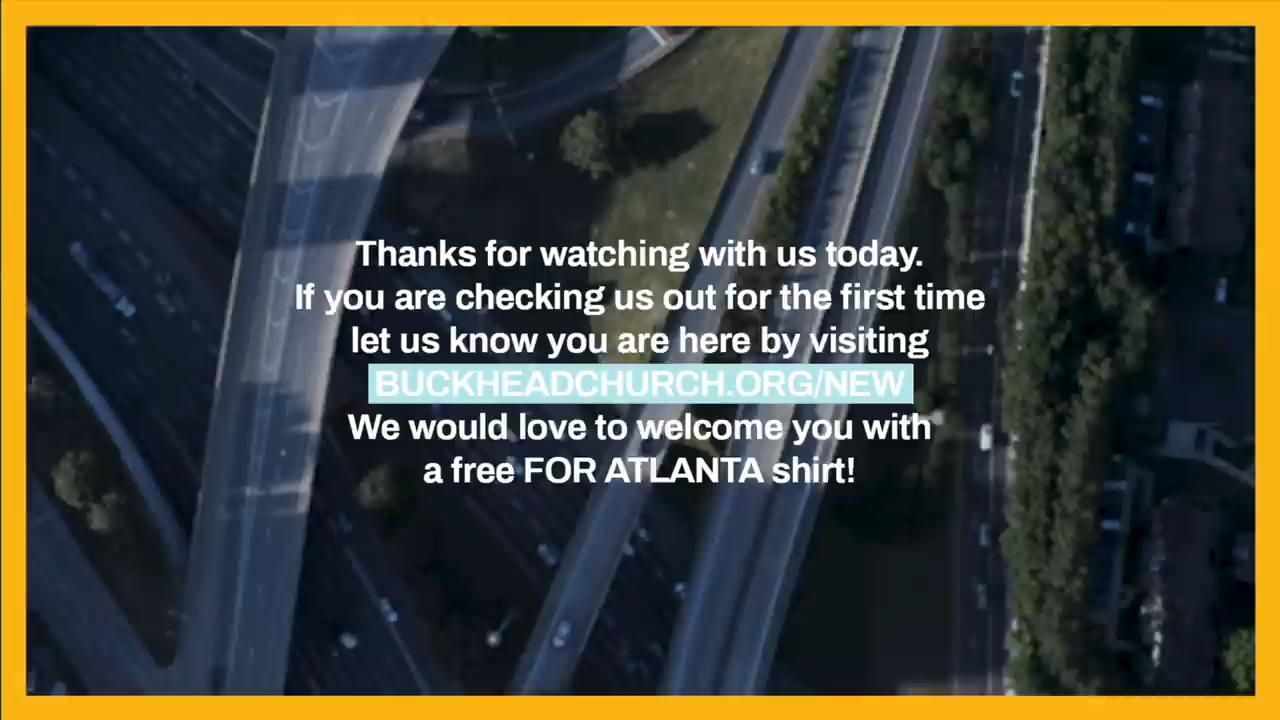 Thanks for watching with us today.
If you are checking us out for the first time
let us know you are here by visiting
BUCKHEADCHURCH.ORG/NEW
We would love to welcome you with
a free FOR ATLANTA shirt!